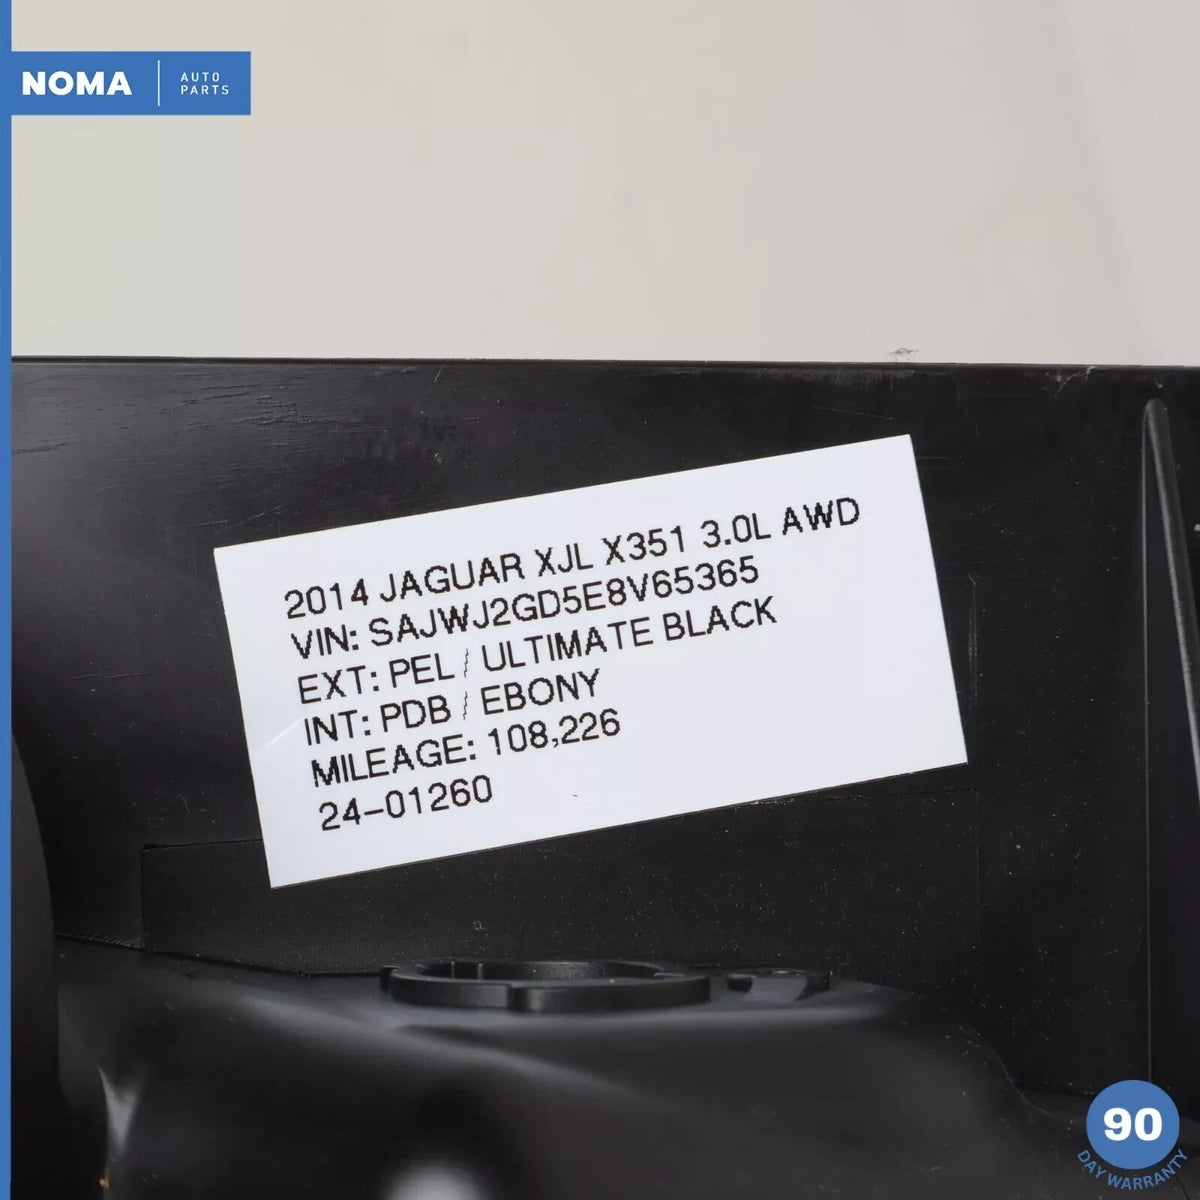 NOMA
AUTO
PARTS
2014 JAGUAR XJL X351 3.0L AWD
VIN: SAJWJ2GD5E8V65365
EXT: PEL / ULTIMATE BLACK
INT: PDB / EBONY
MILEAGE: 108,226
24-01260
90
DAY WARRANTY